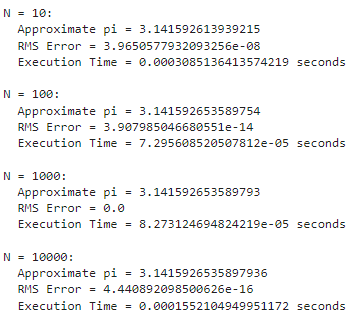 N = 10:
Approximate pi = 3.141592613939215
RMS Error = 3.9650577932093256e-08
Execution Time = 0.0003085136413574219 seconds
N = 100:
Approximate pi = 3.141592653589754
RMS Error = 3.907985046680551e-14
Execution Time = 7.295608520507812e-05 seconds
N = 1000:
Approximate pi = 3.141592653589793
RMS Error = 0.0
Execution Time = 8.273124694824219e-05 seconds
N = 10000:
Approximate pi = 3.1415926535897936
RMS Error = 4.440892098500626e-16
Execution Time = 0.0001552104949951172 seconds